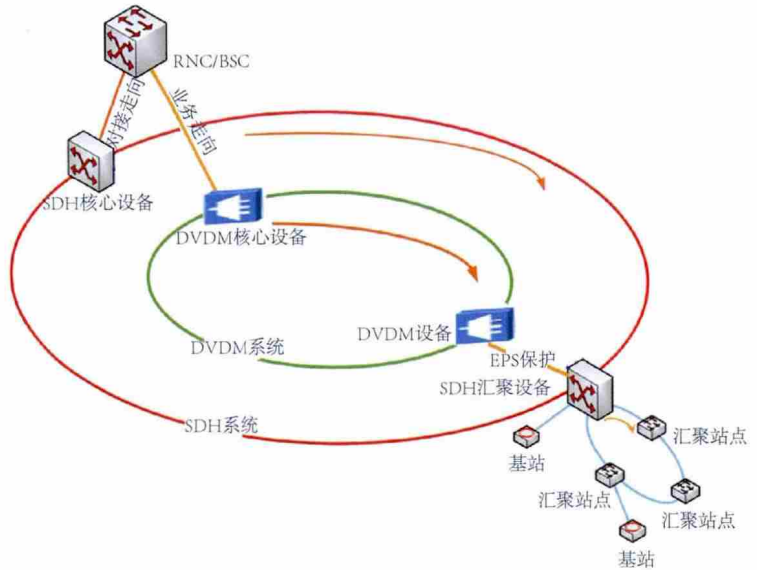 RNC/BSC
对接走向
业务走向
SDH核心设备
DVDM核心设备
DVDM系统
DVDM设备
EPS保护
SDH汇聚设备
SDH系统
基站
汇聚站点
汇聚站点
汇聚站点
基站